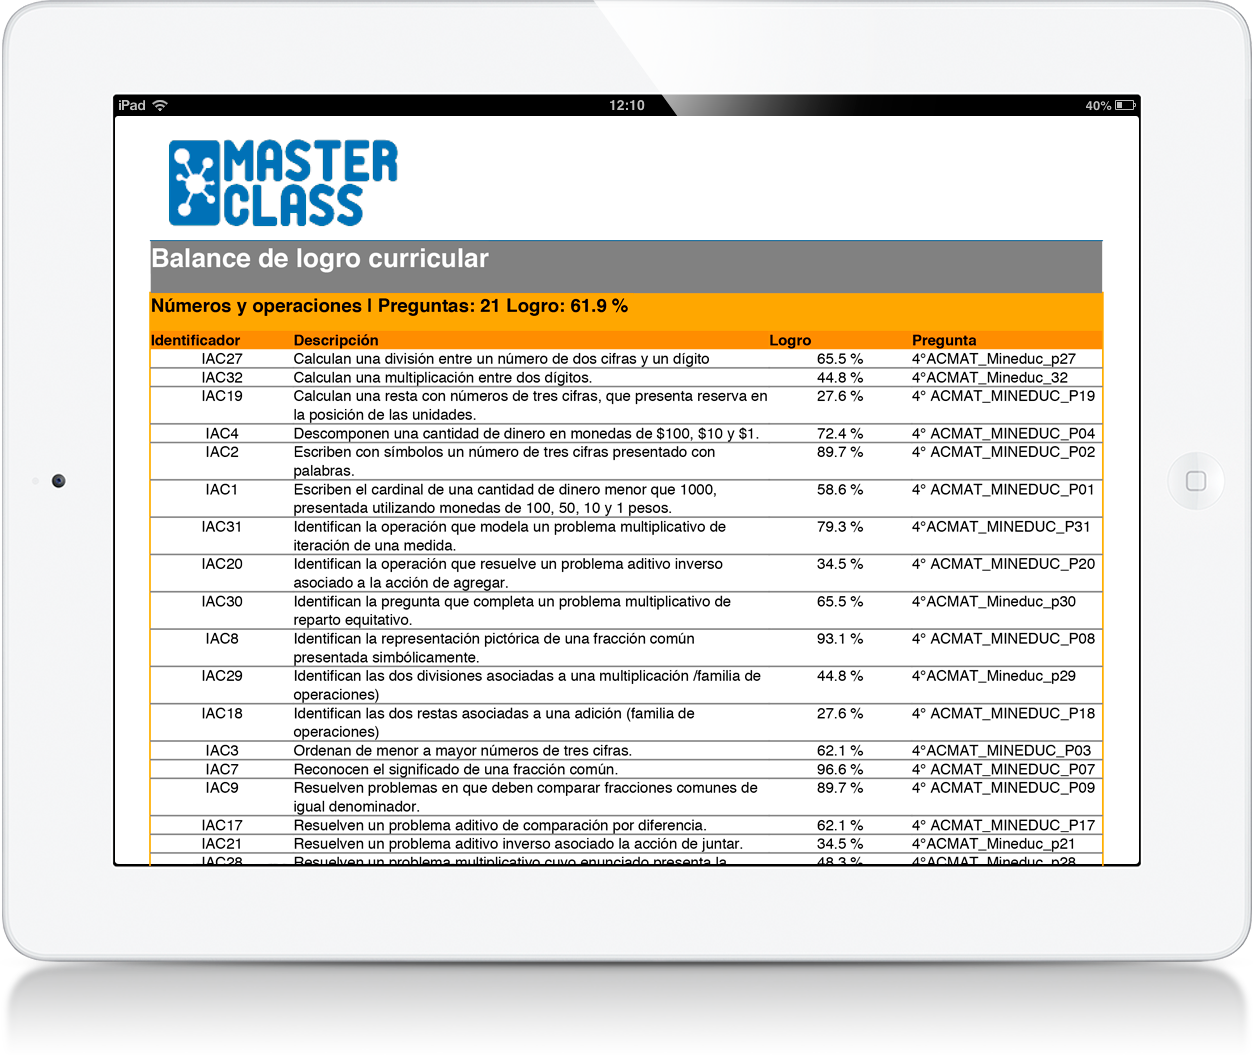 iPad 12:10 40%
MASTER
CLASS
Balance de logro curricular
Números y operaciones | Preguntas: 21 Logro: 61.9 %
Identificador Descripción Logro Pregunta
IAC27 Calculan una división entre un número de dos cifras y un dígito 65.5 % 4°ACMAT_Mineduc_p27
IAC32 Calculan una multiplicación entre dos dígitos. 44.8 % 4°ACMAT_Mineduc_32
IAC19 Calculan una resta con números de tres cifras, que presenta reserva en 27.6 % 4° ACMAT_MINEDUC_P19
la posición de las unidades.
IAC4 Descomponen una cantidad de dinero en monedas de $100, $10 y $1. 72.4 % 4° ACMAT_MINEDUC_P04
IAC2 Escriben con símbolos un número de tres cifras presentado con 89.7 % 4° ACMAT_MINEDUC_P02
palabras.
IAC1 Escriben el cardinal de una cantidad de dinero menor que 1000, 58.6 % 4° ACMAT_MINEDUC_P01
presentada utilizando monedas de 100, 50, 10 y 1 pesos.
IAC31 Identifican la operación que modela un problema multiplicativo de 79.3 % 4°ACMAT_MINEDUC_P31
iteración de una medida.
IAC20 Identifican la operación que resuelve un problema aditivo inverso 34.5 % 4° ACMAT_MINEDUC_P20
asociado a la acción de agregar.
IAC30 Identifican la pregunta que completa un problema multiplicativo de 65.5 % 4°ACMAT_Mineduc_p30
reparto equitativo.
IAC8 Identifican la representación pictórica de una fracción común 93.1 % 4° ACMAT_MINEDUC_P08
presentada simbólicamente.
IAC29 Identifican las dos divisiones asociadas a una multiplicación /familia de 44.8 % 4°ACMAT_Mineduc_p29
operaciones)
IAC18 Identifican las dos restas asociadas a una adición (familia de 27.6 % 4° ACMAT_MINEDUC_P18
operaciones)
IAC3 Ordenan de menor a mayor números de tres cifras. 62.1 % 4°ACMAT_MINEDUC_P03
IAC7 Reconocen el significado de una fracción común. 96.6 % 4° ACMAT_MINEDUC_P07
IAC9 Resuelven problemas en que deben comparar fracciones comunes de 89.7 % 4° ACMAT_MINEDUC_P09
igual denominador.
IAC17 Resuelven un problema aditivo de comparación por diferencia. 62.1 % 4° ACMAT_MINEDUC_P17
IAC21 Resuelven un problema aditivo inverso asociado la acción de juntar. 34.5 % 4°ACMAT_Mineduc_p21
IAC28 Resuelven un problema multiplicativo cuyo enunciado presenta la 48.3 % 4°ACMAT_Mineduc_p28